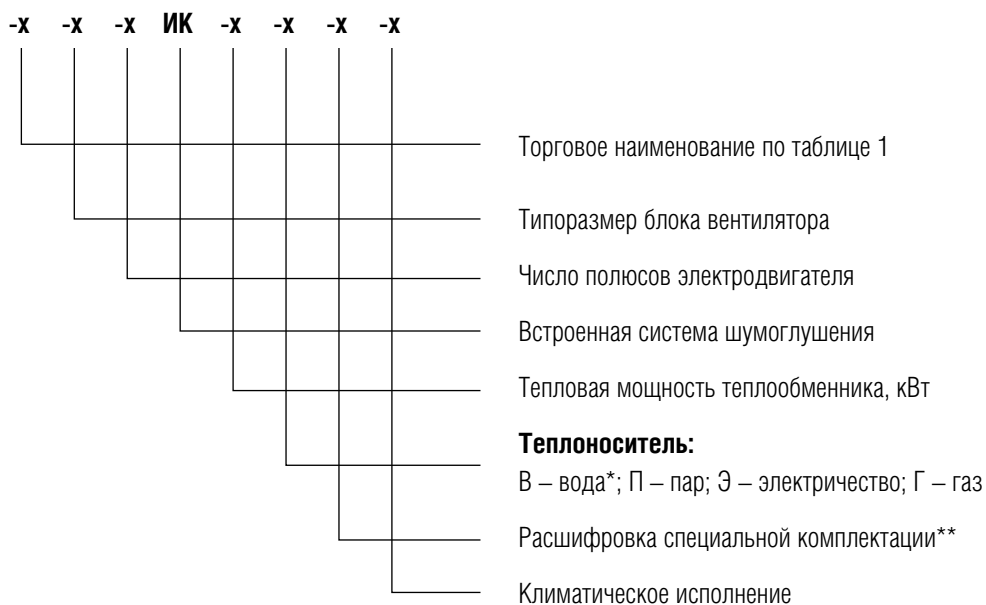 -х -х -х ИК -х -х -х -х
Торговое наименование по таблице 1
Типоразмер блока вентилятора
Число полюсов электродвигателя
Встроенная система шумоглушения
Тепловая мощность теплообменника, кВт
Теплоноситель:
В – вода*; П – пар; Э – электричество; Г – газ
Расшифровка специальной комплектации**
Климатическое исполнение